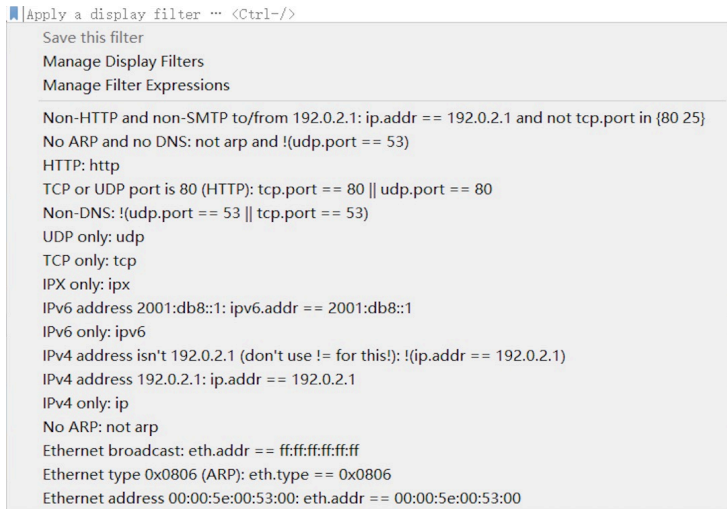 Apply a display filter … <Ctrl-/>
Save this filter
Manage Display Filters
Manage Filter Expressions
Non-HTTP and non-SMTP to/from 192.0.2.1: ip.addr == 192.0.2.1 and not tcp.port in {80 25}
No ARP and no DNS: not arp and !(udp.port == 53)
HTTP: http
TCP or UDP port is 80 (HTTP): tcp.port == 80 || udp.port == 80
Non-DNS: !(udp.port == 53 || tcp.port == 53)
UDP only: udp
TCP only: tcp
IPX only: ipx
IPv6 address 2001:db8::1: ipv6.addr == 2001:db8::1
IPv6 only: ipv6
IPv4 address isn't 192.0.2.1 (don't use != for this!): !(ip.addr == 192.0.2.1)
IPv4 address 192.0.2.1: ip.addr == 192.0.2.1
IPv4 only: ip
No ARP: not arp
Ethernet broadcast: eth.addr == ff:ff:ff:ff:ff:ff
Ethernet type 0x0806 (ARP): eth.type == 0x0806
Ethernet address 00:00:5e:00:53:00: eth.addr == 00:00:5e:00:53:00